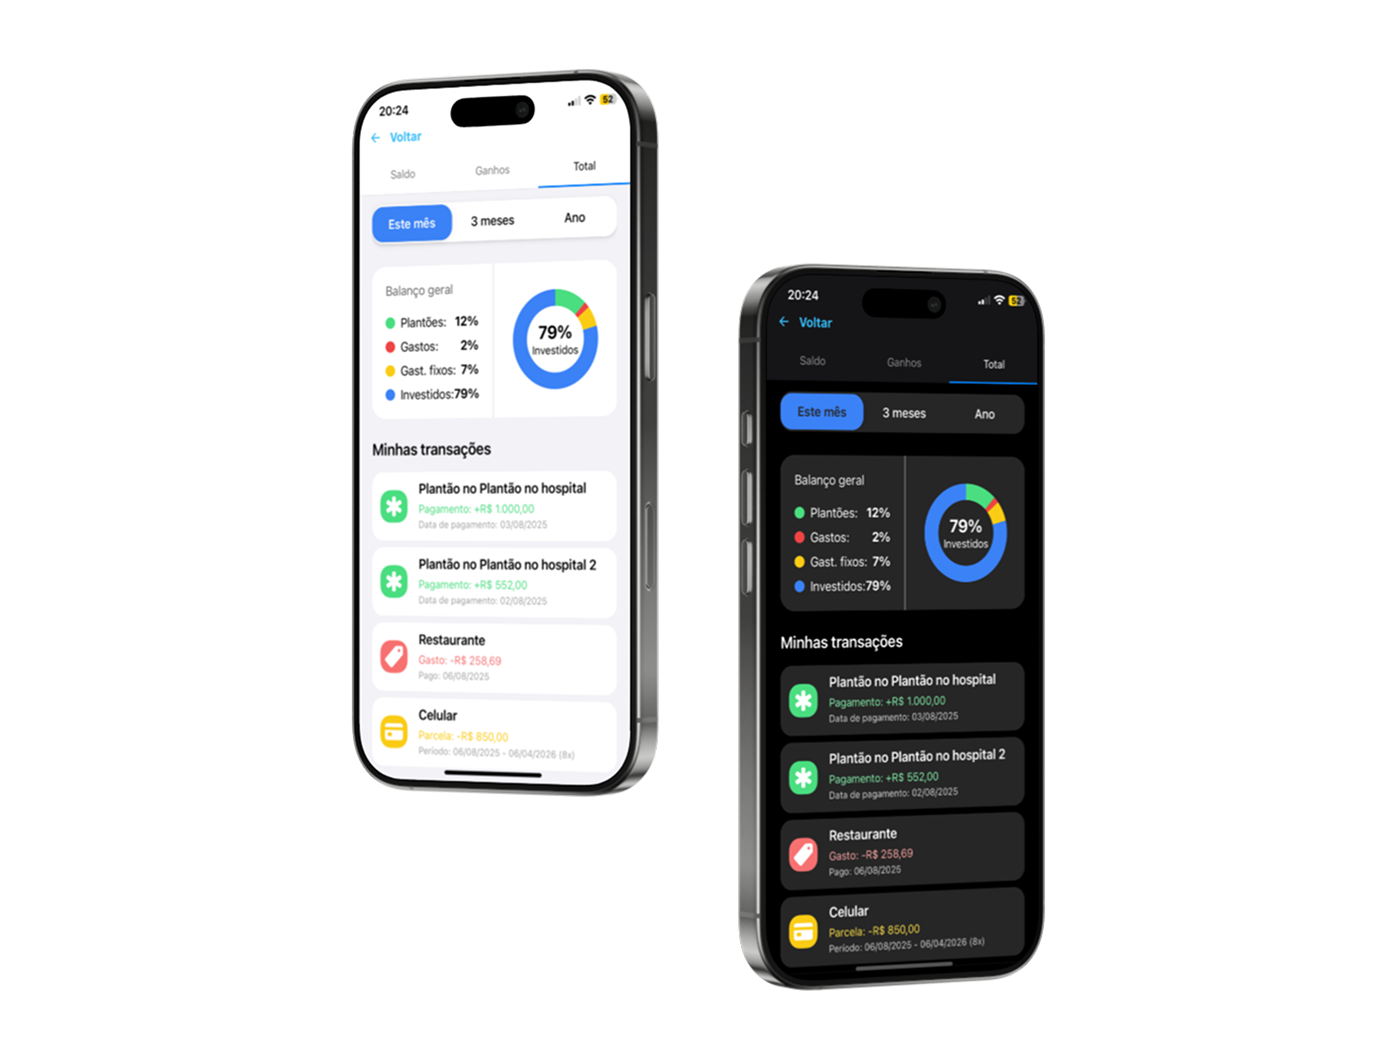 20:24
52
← Voltar
Saldo Ganhos Total
Este mês 3 meses Ano
Balanço geral
Plantões: 12%
Gastos: 2%
Gast. fixos: 7%
Investidos:79%
79%
Investidos
Minhas transações
Plantão no Plantão no hospital
Pagamento: +R$ 1.000,00
Data de pagamento: 03/08/2025
Plantão no Plantão no hospital 2
Pagamento: +R$ 552,00
Data de pagamento: 02/08/2025
Restaurante
Gasto: -R$ 258,69
Pago: 06/08/2025
Celular
Parcela: -R$ 850,00
Período: 06/08/2025 - 06/04/2026 (8x)
20:24
52
← Voltar
Saldo Ganhos Total
Este mês 3 meses Ano
Balanço geral
Plantões: 12%
Gastos: 2%
Gast. fixos: 7%
Investidos:79%
79%
Investidos
Minhas transações
Plantão no Plantão no hospital
Pagamento: +R$ 1.000,00
Data de pagamento: 03/08/2025
Plantão no Plantão no hospital 2
Pagamento: +R$ 552,00
Data de pagamento: 02/08/2025
Restaurante
Gasto: -R$ 258,69
Pago: 06/08/2025
Celular
Parcela: -R$ 850,00
Período: 06/08/2025 - 06/04/2026 (8x)